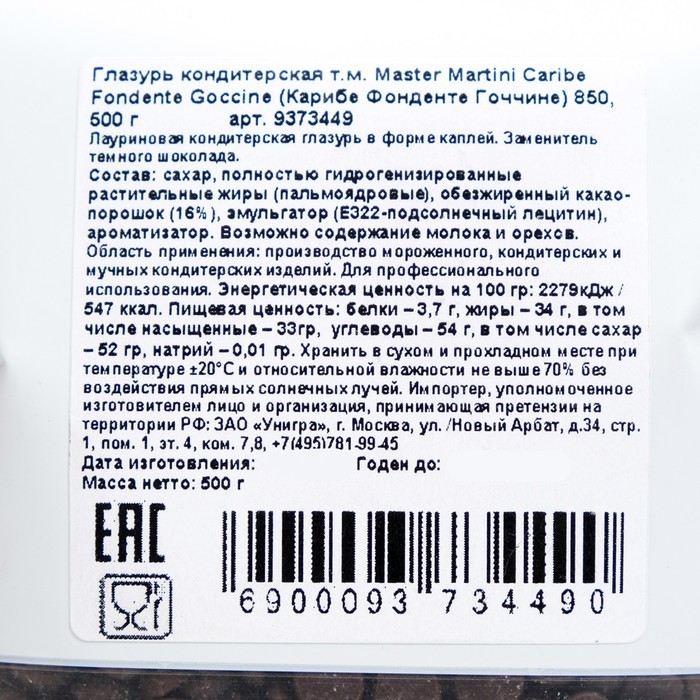 Глазурь кондитерская т.м. Master Martini Caribe
Fondente Goccine (Карибе Фонденте Гоччине) 850,
500 г арт. 9373449
Лауриновая кондитерская глазурь в форме каплей. Заменитель
темного шоколада.
Состав: сахар, полностью гидрогенизированные
растительные жиры (пальмоядровые), обезжиренный какао-
порошок (16%), эмульгатор (Е322-подсолнечный лецитин),
ароматизатор. Возможно содержание молока и орехов.
Область применения: производство мороженного, кондитерских и
мучных кондитерских изделий. Для профессионального
использования. Энергетическая ценность на 100 гр: 2279кДж /
547 ккал. Пищевая ценность: белки – 3,7 г, жиры – 34 г, в том
числе насыщенные – 33гр, углеводы – 54 г, в том числе сахар
– 52 гр, натрий – 0,01 гр. Хранить в сухом и прохладном месте при
температуре ±20°С и относительной влажности не выше 70% без
воздействия прямых солнечных лучей. Импортер, уполномоченное
изготовителем лицо и организация, принимающая претензии на
территории РФ: ЗАО «Унигра», г. Москва, ул. /Новый Арбат, д.34, стр.
1, пом. 1, эт. 4, ком. 7,8, +7(495)781-99-45
Дата изготовления: Годен до:
Масса нетто: 500 г
EAC
6900093 734490